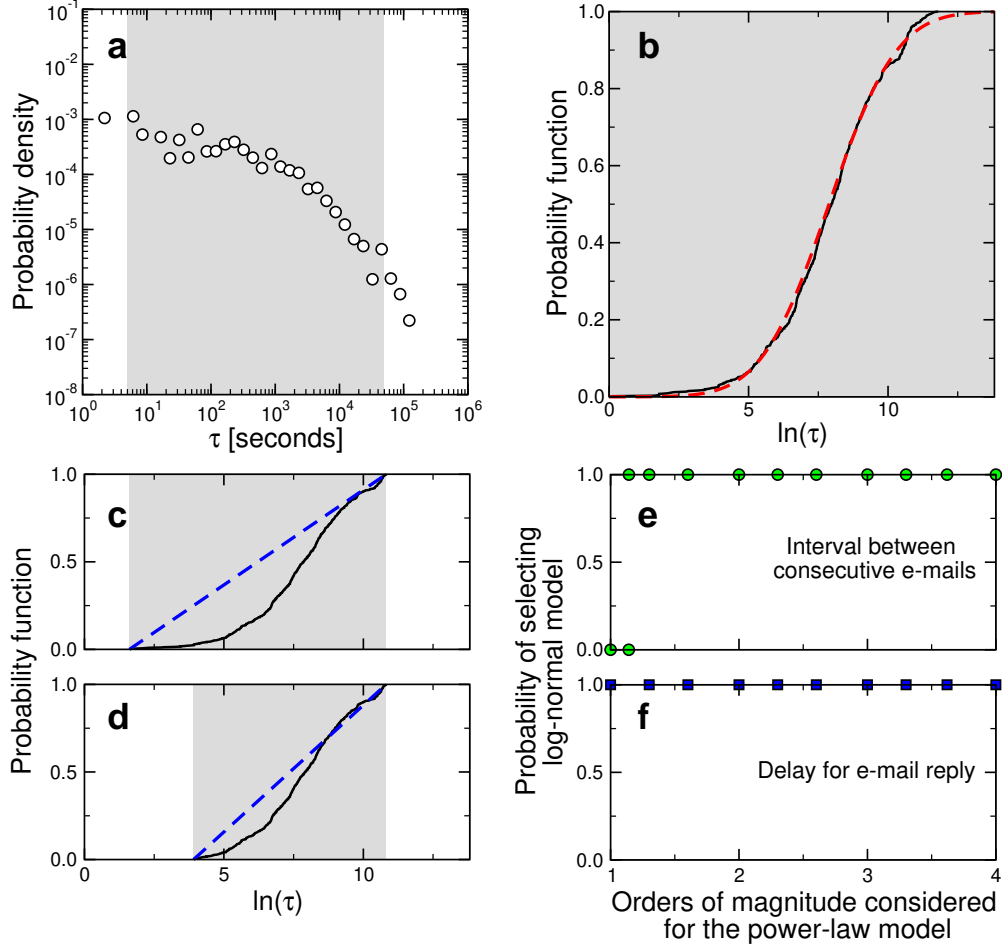 a
Probability density
10^-1
10^-2
10^-3
10^-4
10^-5
10^-6
10^-7
10^-8
10^0 10^1 10^2 10^3 10^4 10^5 10^6
τ [seconds]
b
Probability function
1.0
0.8
0.6
0.4
0.2
0.0
0 5 10
ln(τ)
c
1.0
0.5
0.0
Probability function
d
1.0
0.5
0.0
0 5 10
ln(τ)
e
1.0
0.5
0.0
Interval between
consecutive e-mails
Probability of selecting
log-normal model
f
1.0
0.5
0.0
Delay for e-mail reply
1 2 3 4
Orders of magnitude considered
for the power-law model